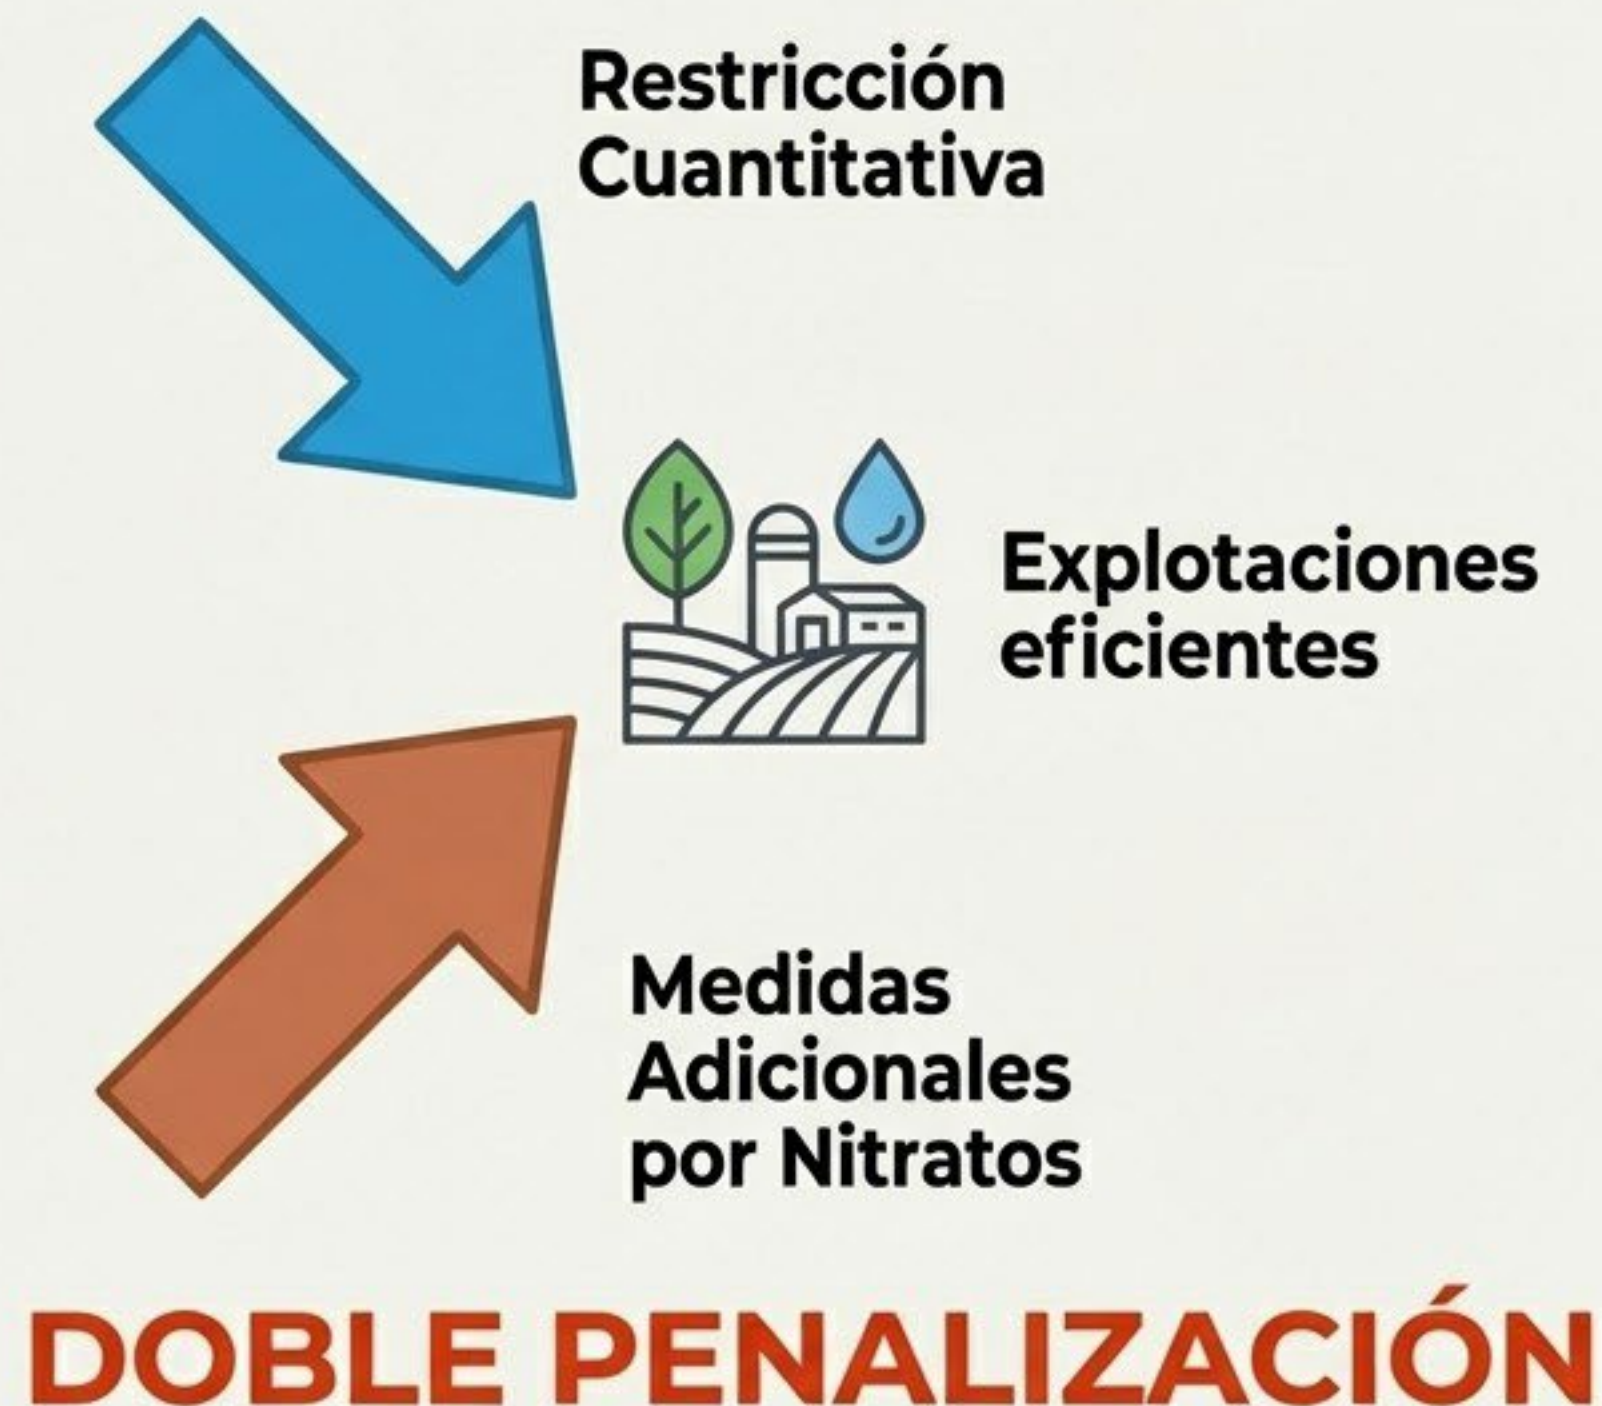 Restricción
Cuantitativa
Explotaciones
eficientes
Medidas
Adicionales
por Nitratos
DOBLE PENALIZACIÓN